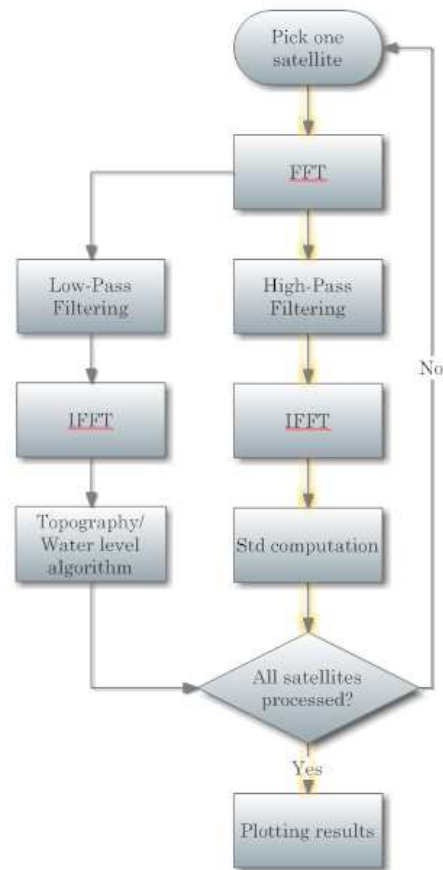 Pick one
satellite
FFT
Low-Pass
Filtering
High-Pass
Filtering
No
IFFT
IFFT
Topography/
Water level
algorithm
Std computation
All satellites
processed?
Yes
Plotting results